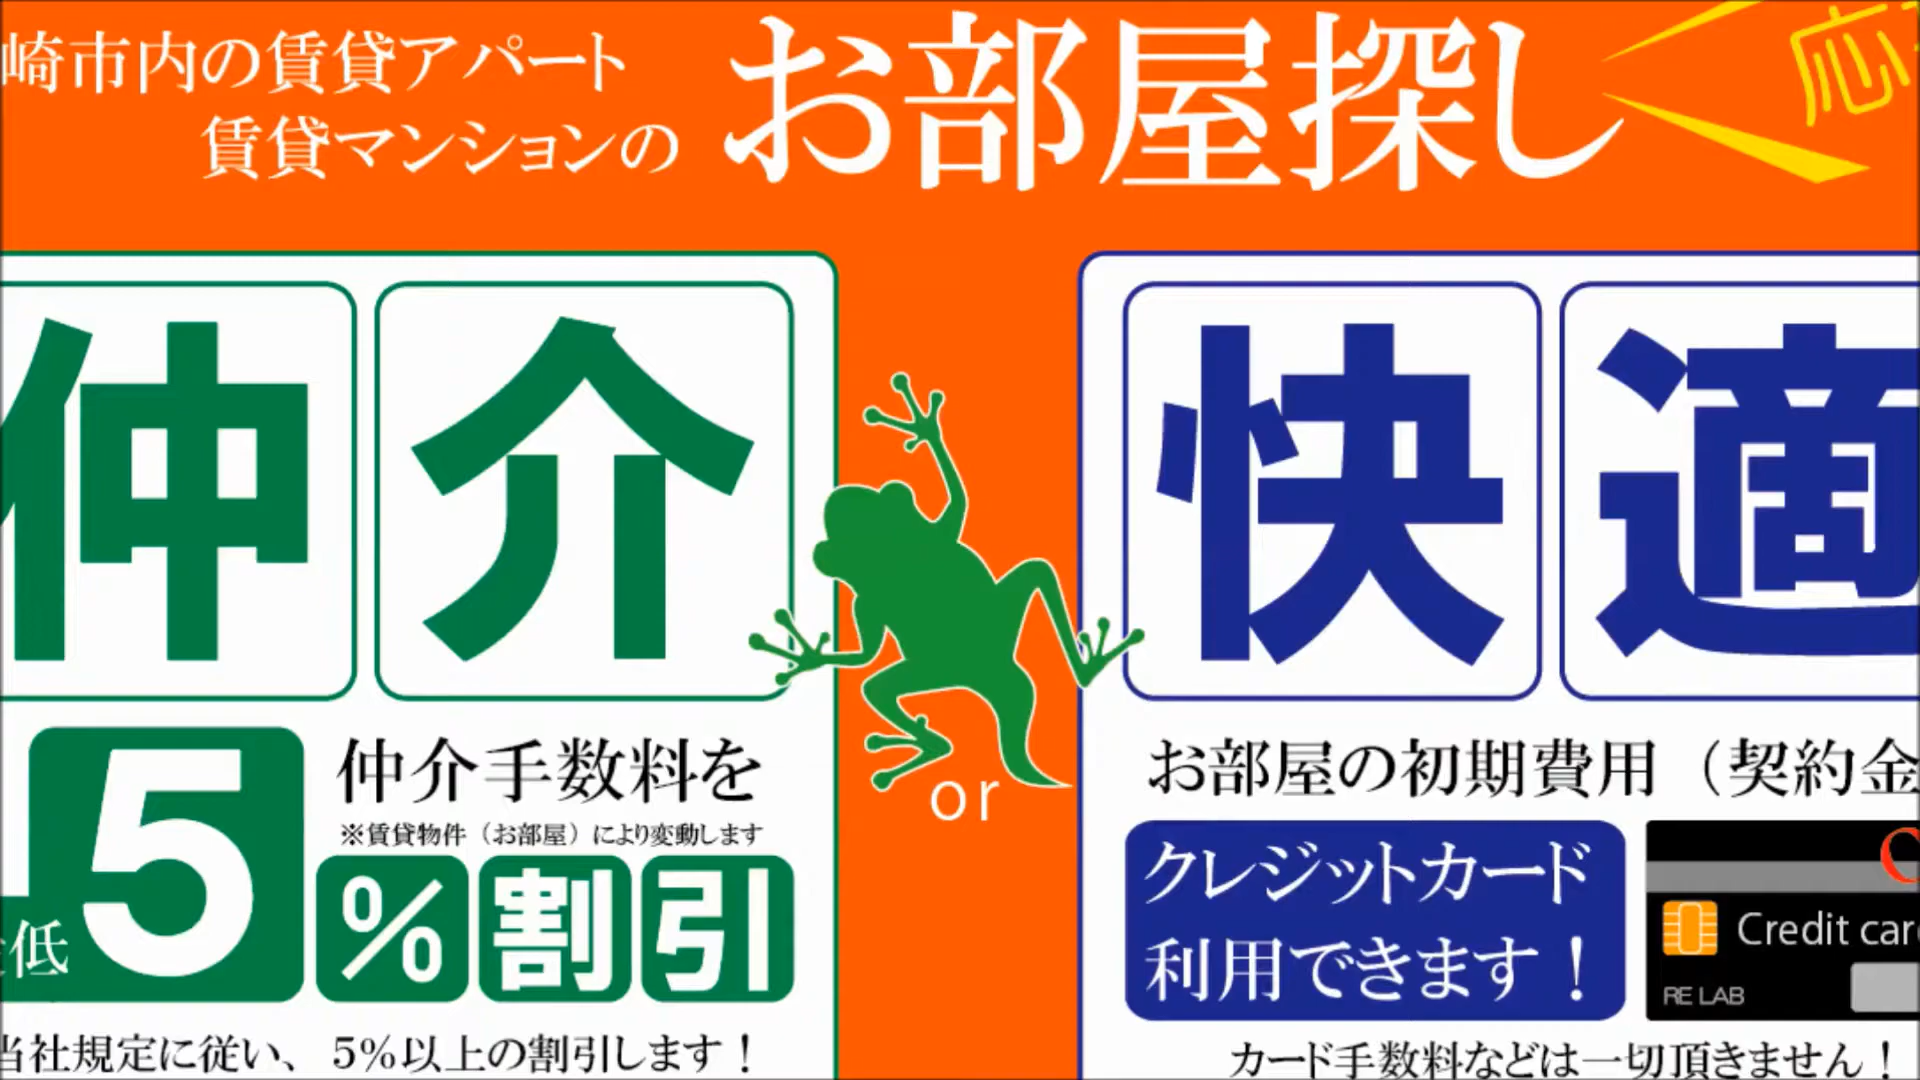 崎市内の賃貸アパート
賃貸マンションの
お部屋探し
応
仲介
5
低
仲介手数料を
※賃貸物件（お部屋）により変動します
%割引
当社規定に従い、5%以上の割引します！
or
快適
お部屋の初期費用（契約金
クレジットカード
利用できます！
Credit car
RE LAB
カード手数料などは一切頂きません！